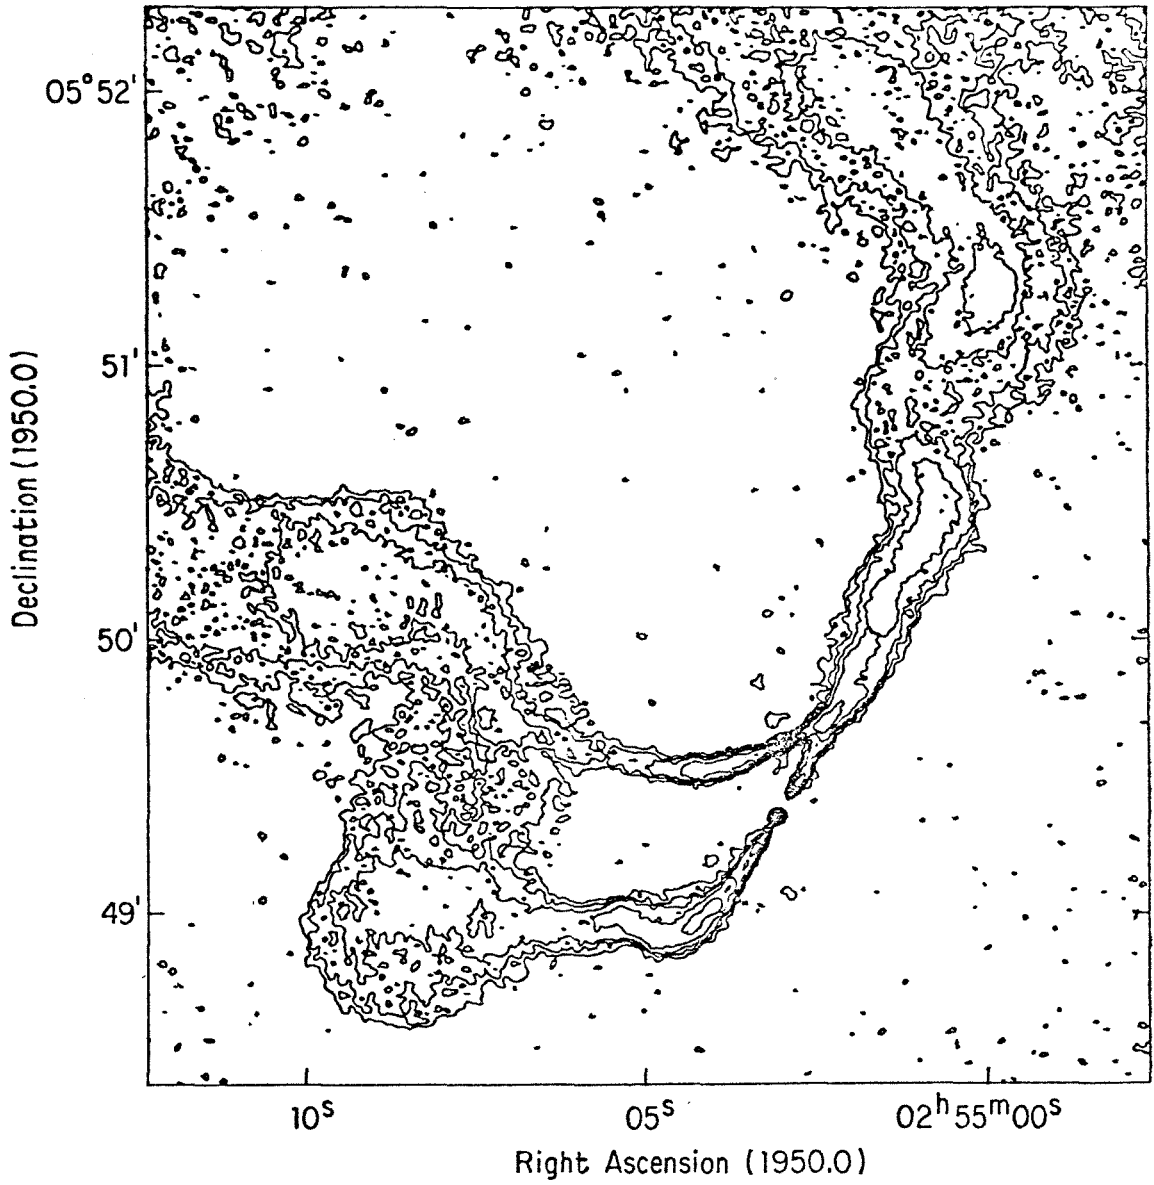 05°52'
51'
50'
49'
Declination (1950.0)
10ˢ
05ˢ
02ʰ55ᵐ00ˢ
Right Ascension (1950.0)